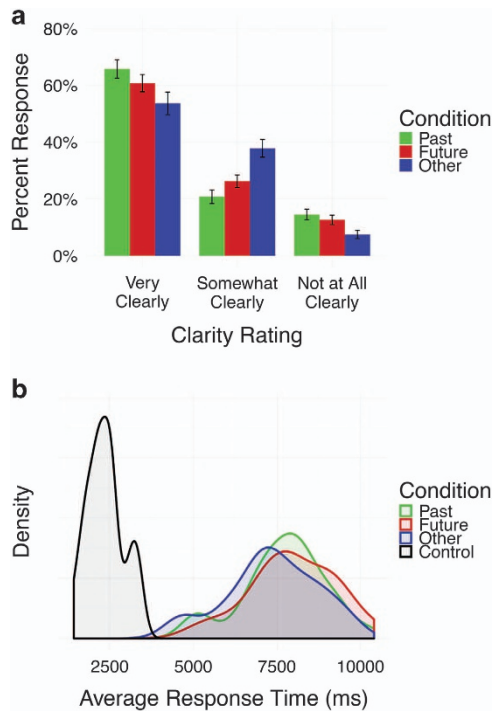 a
80%
60%
40%
20%
0%
Percent Response
Very
Clearly
Somewhat
Clearly
Not at All
Clearly
Clarity Rating
Condition
Past
Future
Other
b
Density
2500
5000
7500
10000
Average Response Time (ms)
Condition
Past
Future
Other
Control